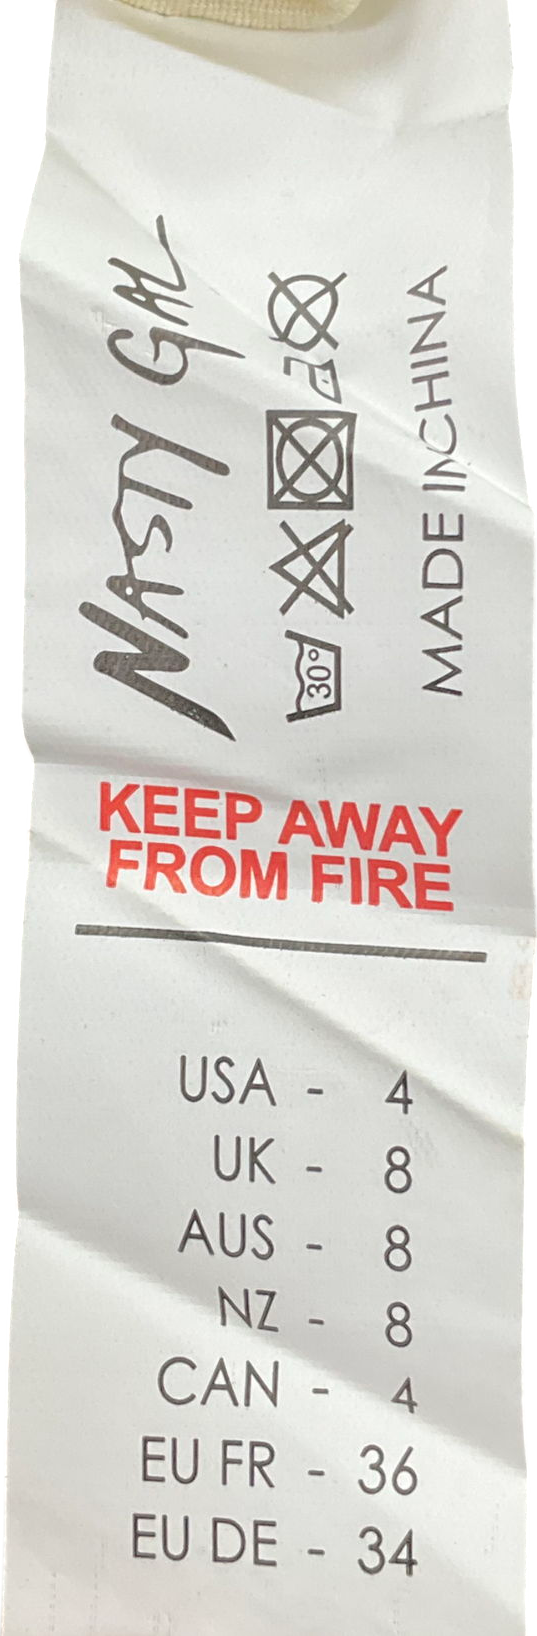 NASTY GAL
30°
MADE IN CHINA
KEEP AWAY
FROM FIRE
USA - 4
UK - 8
AUS - 8
NZ - 8
CAN - 4
EU FR - 36
EU DE - 34